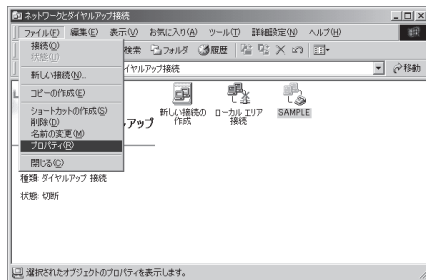 ネットワークとダイヤルアップ接続
ファイル(F) 編集(E) 表示(V) お気に入り(A) ツール(T) 詳細設定(N) ヘルプ(H)
接続(O)
状態(U)
新しい接続(N)...
コピーの作成(E)
ショートカットの作成(S)
削除(D)
名前の変更(M)
プロパティ(R)
閉じる(C)
検索 フォルダ 履歴
イヤルアップ接続 移動
アップ
新しい接続の作成
ローカル エリア接続
SAMPLE
種類: ダイヤルアップ 接続
状態: 切断
選択されたオブジェクトのプロパティを表示します。